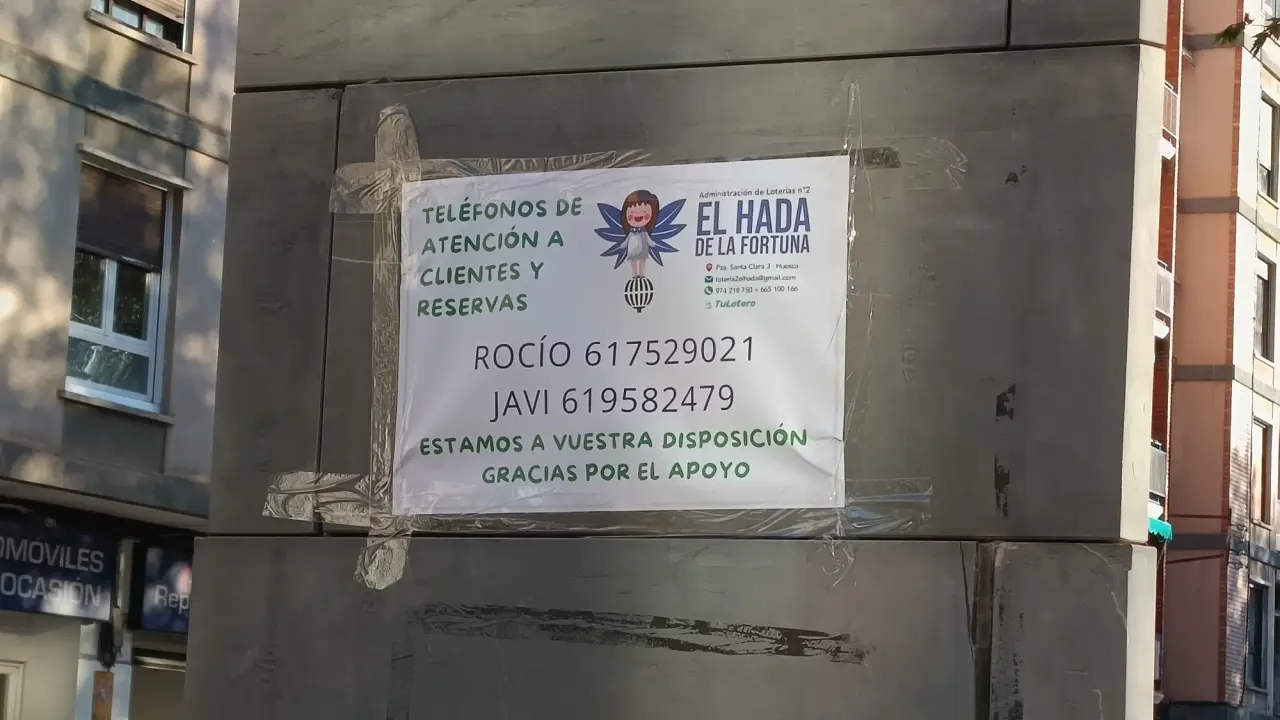 TELÉFONOS DE
ATENCIÓN A
CLIENTES Y
RESERVAS
Administración de Loterías nº2
EL HADA
DE LA FORTUNA
Pza. Santa Clara 3 - Huesca
loteria2elhada@gmail.com
974 218 750 • 665 100 166
TuLotero
ROCÍO 617529021
JAVI 619582479
ESTAMOS A VUESTRA DISPOSICIÓN
GRACIAS POR EL APOYO
OMÓVILES
OCASIÓN
Rep